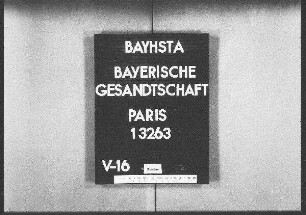 BAYHSTA
BAYERISCHE
GESANDTSCHAFT
PARIS
13263
V-16